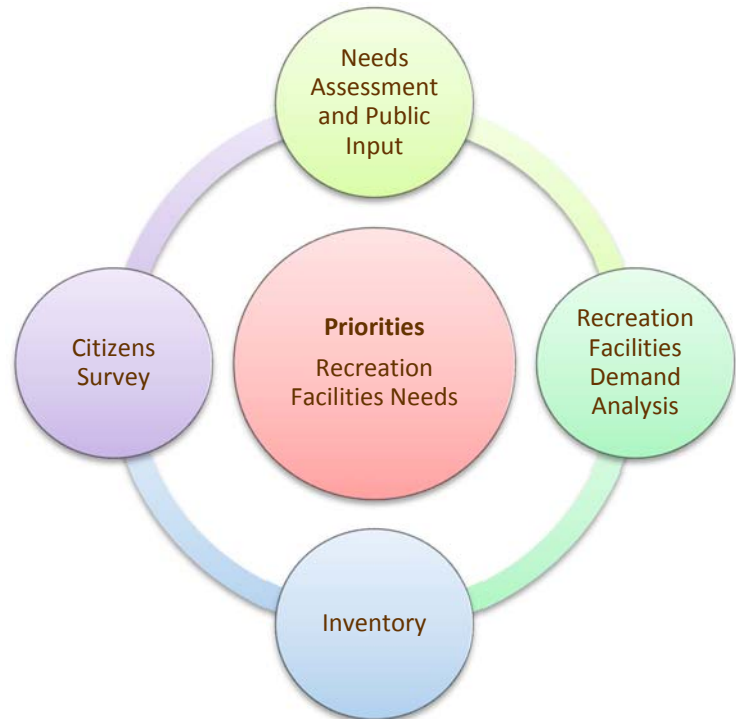 Needs
Assessment
and Public
Input
Citizens
Survey
Priorities
Recreation
Facilities Needs
Recreation
Facilities
Demand
Analysis
Inventory